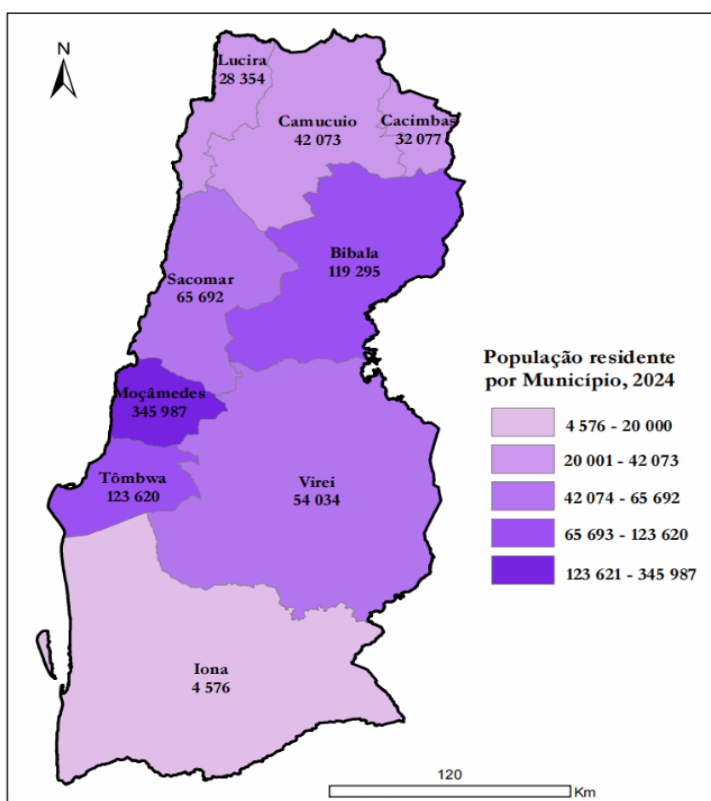 N
Lucira
28 354
Camucuio
42 073
Cacimbas
32 077
Bibala
119 295
Sacomar
65 692
Moçâmedes
345 987
Tômbwa
123 620
Virei
54 034
Iona
4 576
População residente
por Município, 2024
4 576 - 20 000
20 001 - 42 073
42 074 - 65 692
65 693 - 123 620
123 621 - 345 987
120
Km